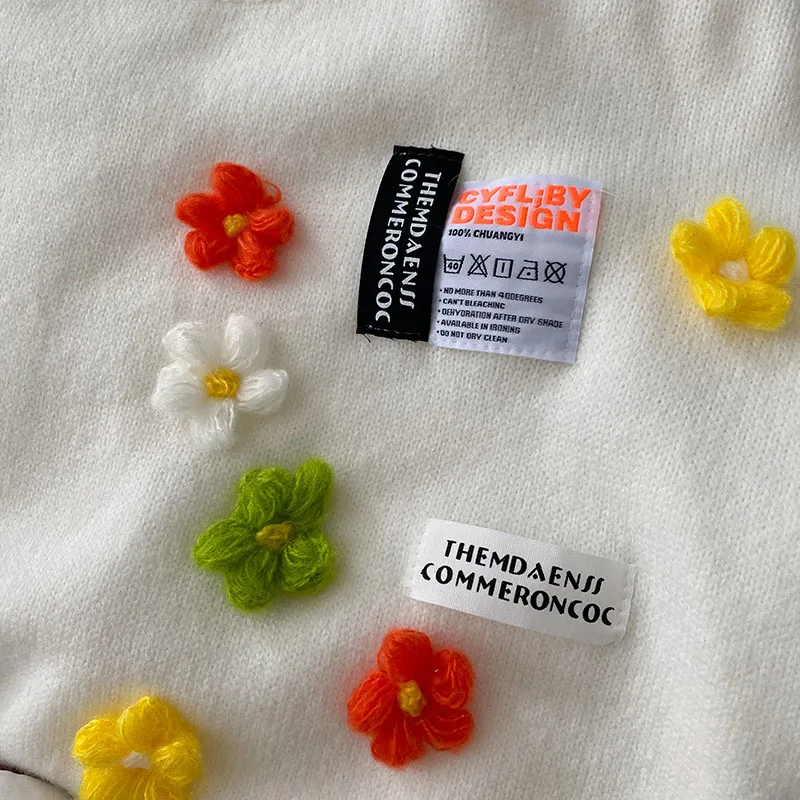 THEMDAENSS
COMMERONCOC
CYFL;BY
DESIGN
100% CHUANGYI
40
• NO MORE THAN 40DEGREES
• CAN'T BLEACHING
• DEHYDRATION AFTER DRY SHADE
• AVAILABLE IN IRONING
• DO NOT DRY CLEAN
THEMDAENSS
COMMERONCOC